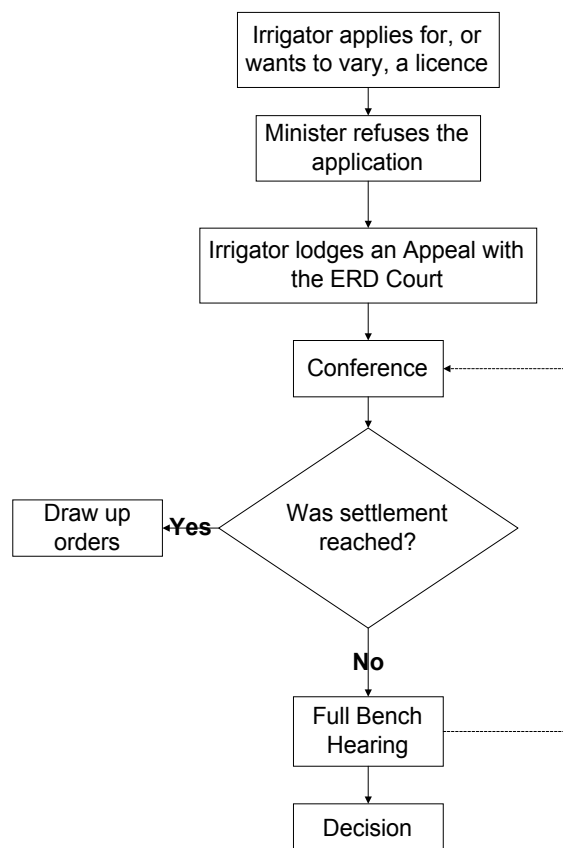 Irrigator applies for, or
wants to vary, a licence
Minister refuses the
application
Irrigator lodges an Appeal with
the ERD Court
Conference
Was settlement
reached?
Yes
Draw up
orders
No
Full Bench
Hearing
Decision